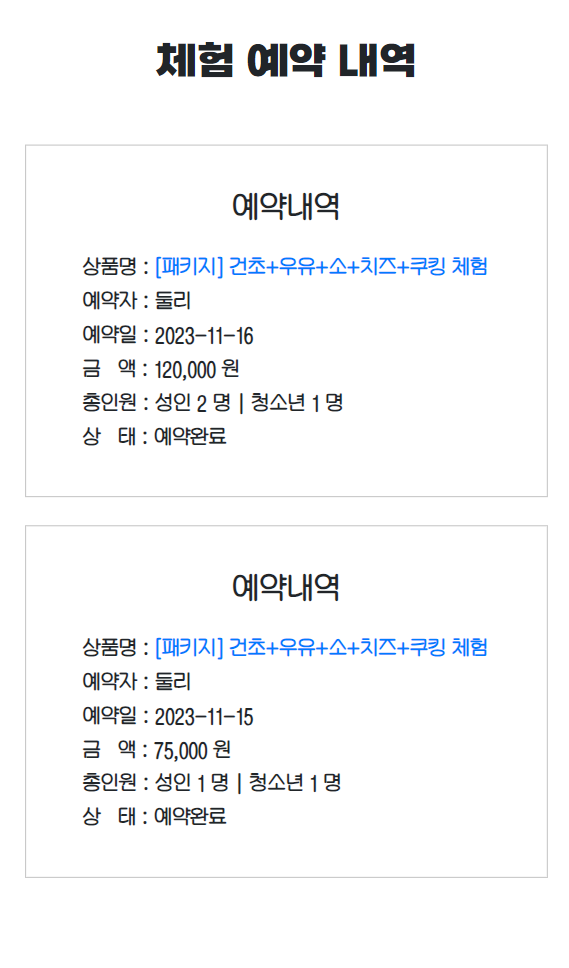 체험 예약 내역
예약내역
상품명 : [패키지] 건초+우유+소+치즈+쿠킹 체험
예약자 : 둘리
예약일 : 2023-11-16
금 액 : 120,000 원
총인원 : 성인 2 명 | 청소년 1 명
상 태 : 예약완료
예약내역
상품명 : [패키지] 건초+우유+소+치즈+쿠킹 체험
예약자 : 둘리
예약일 : 2023-11-15
금 액 : 75,000 원
총인원 : 성인 1 명 | 청소년 1 명
상 태 : 예약완료